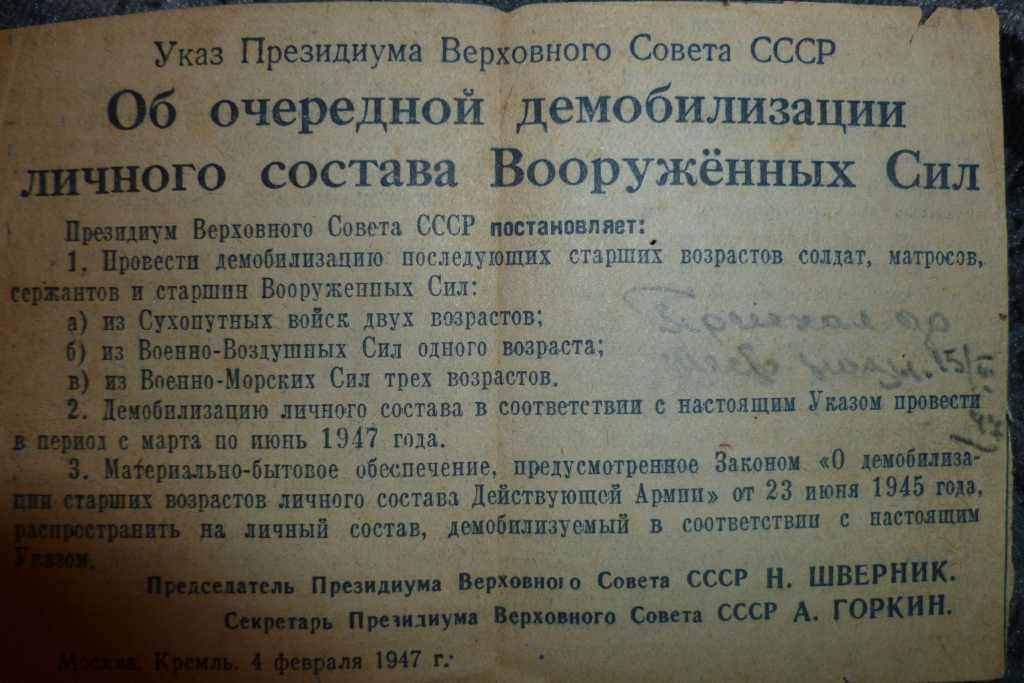 Указ Президиума Верховного Совета СССР
Об очередной демобилизации
личного состава Вооружённых Сил
Президиум Верховного Совета СССР постановляет:
1. Провести демобилизацию последующих старших возрастов солдат, матросов,
сержантов и старшин Вооруженных Сил:
а) из Сухопутных войск двух возрастов;
б) из Военно-Воздушных Сил одного возраста;
в) из Военно-Морских Сил трех возрастов.
15/
2. Демобилизацию личного состава в соответствии с настоящим Указом провести
в период с марта по июнь 1947 года.
3. Материально-бытовое обеспечение, предусмотренное Законом «О демобилиза-
ции старших возрастов личного состава Действующей Армии» от 23 июня 1945 года,
распространить на личный состав, демобилизуемый в соответствии с настоящим
Указом.
Председатель Президиума Верховного Совета СССР Н. ШВЕРНИК.
Секретарь Президиума Верховного Совета СССР А. ГОРКИН.
Москва, Кремль. 4 февраля 1947 г.